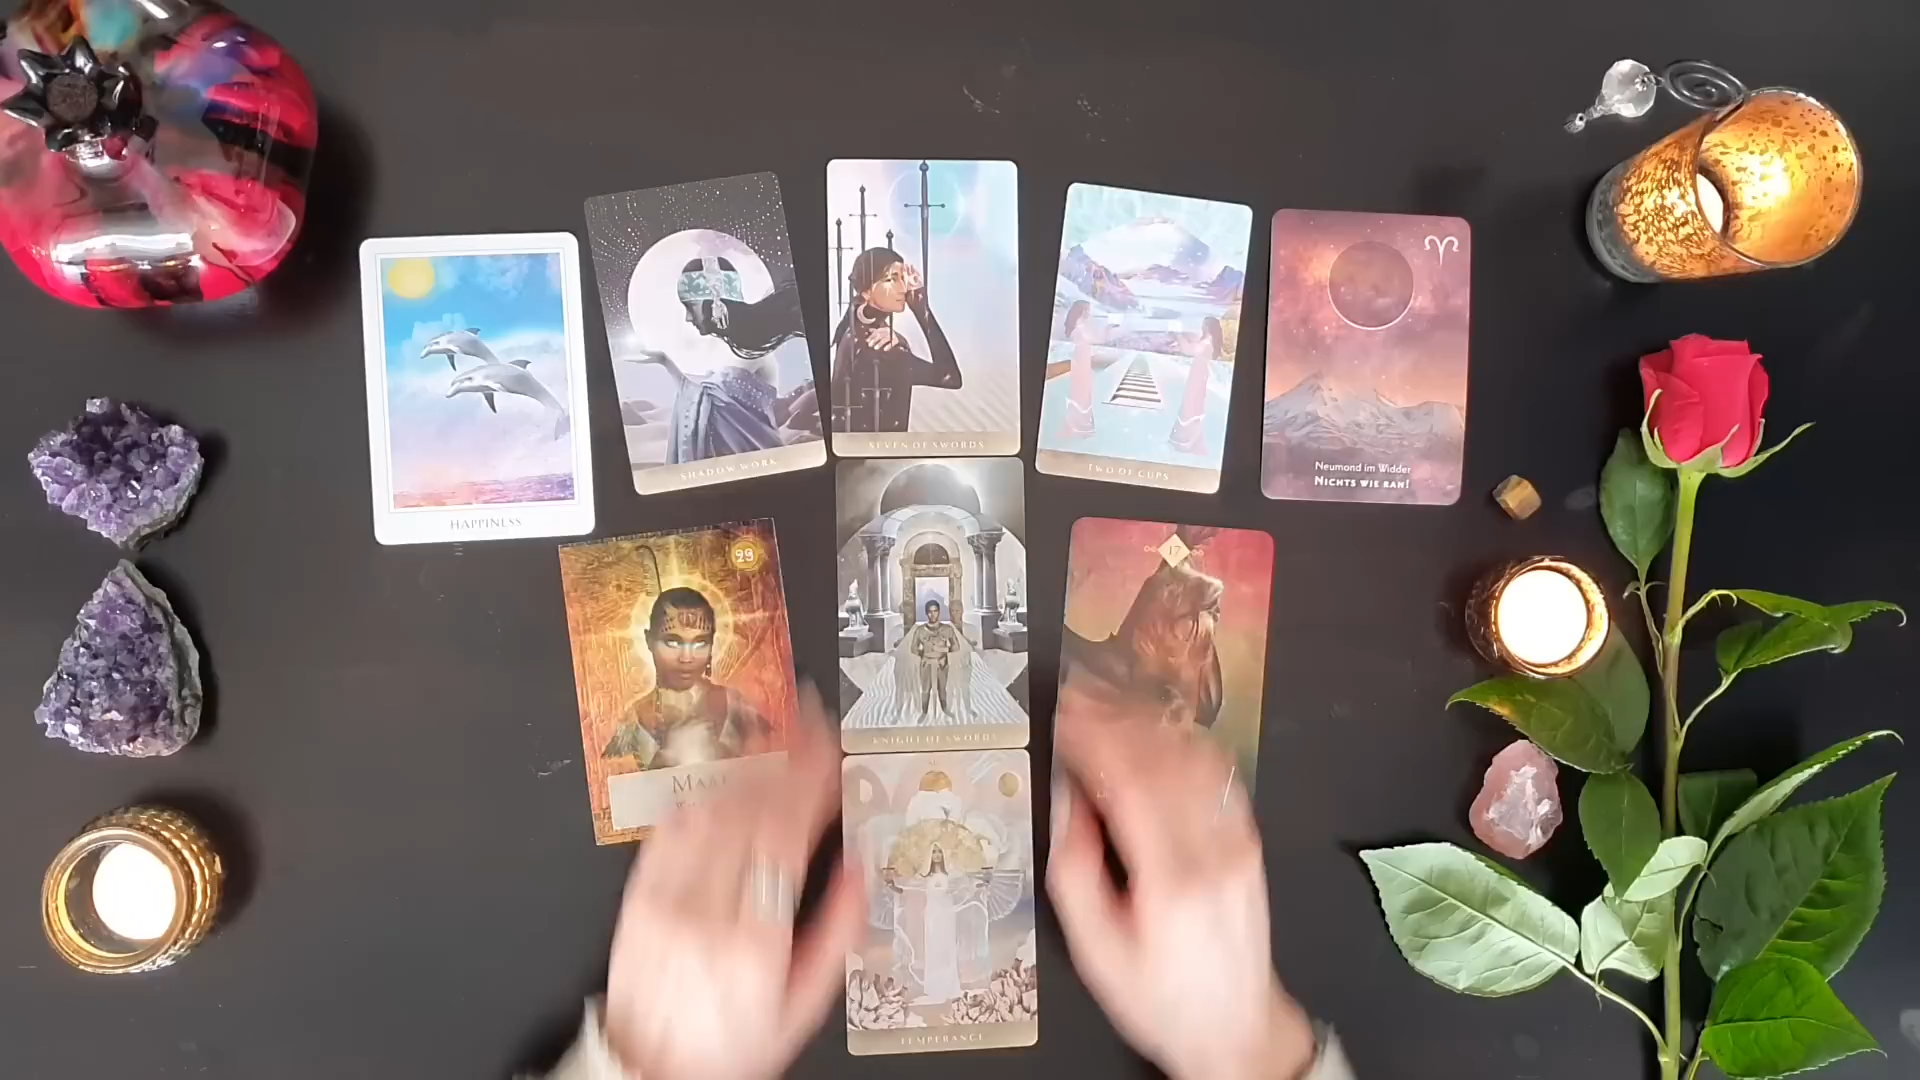 HAPPINESS
SHADOW WORK
SEVEN OF SWORDS
TWO OF CUPS
Neumond im Widder
NICHTS WIE RAN!
29
KNIGHT OF SWORDS
17
TEMPERANCE